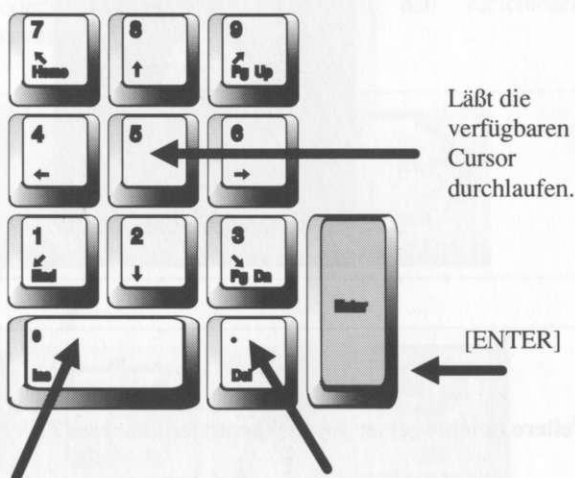 7 8 9
Home Pg Up
4 5 6
Läßt die
verfügbaren
Cursor
durchlaufen.
1 2 3
End Pg Dn
Enter
[ENTER]
0 .
Ins Del